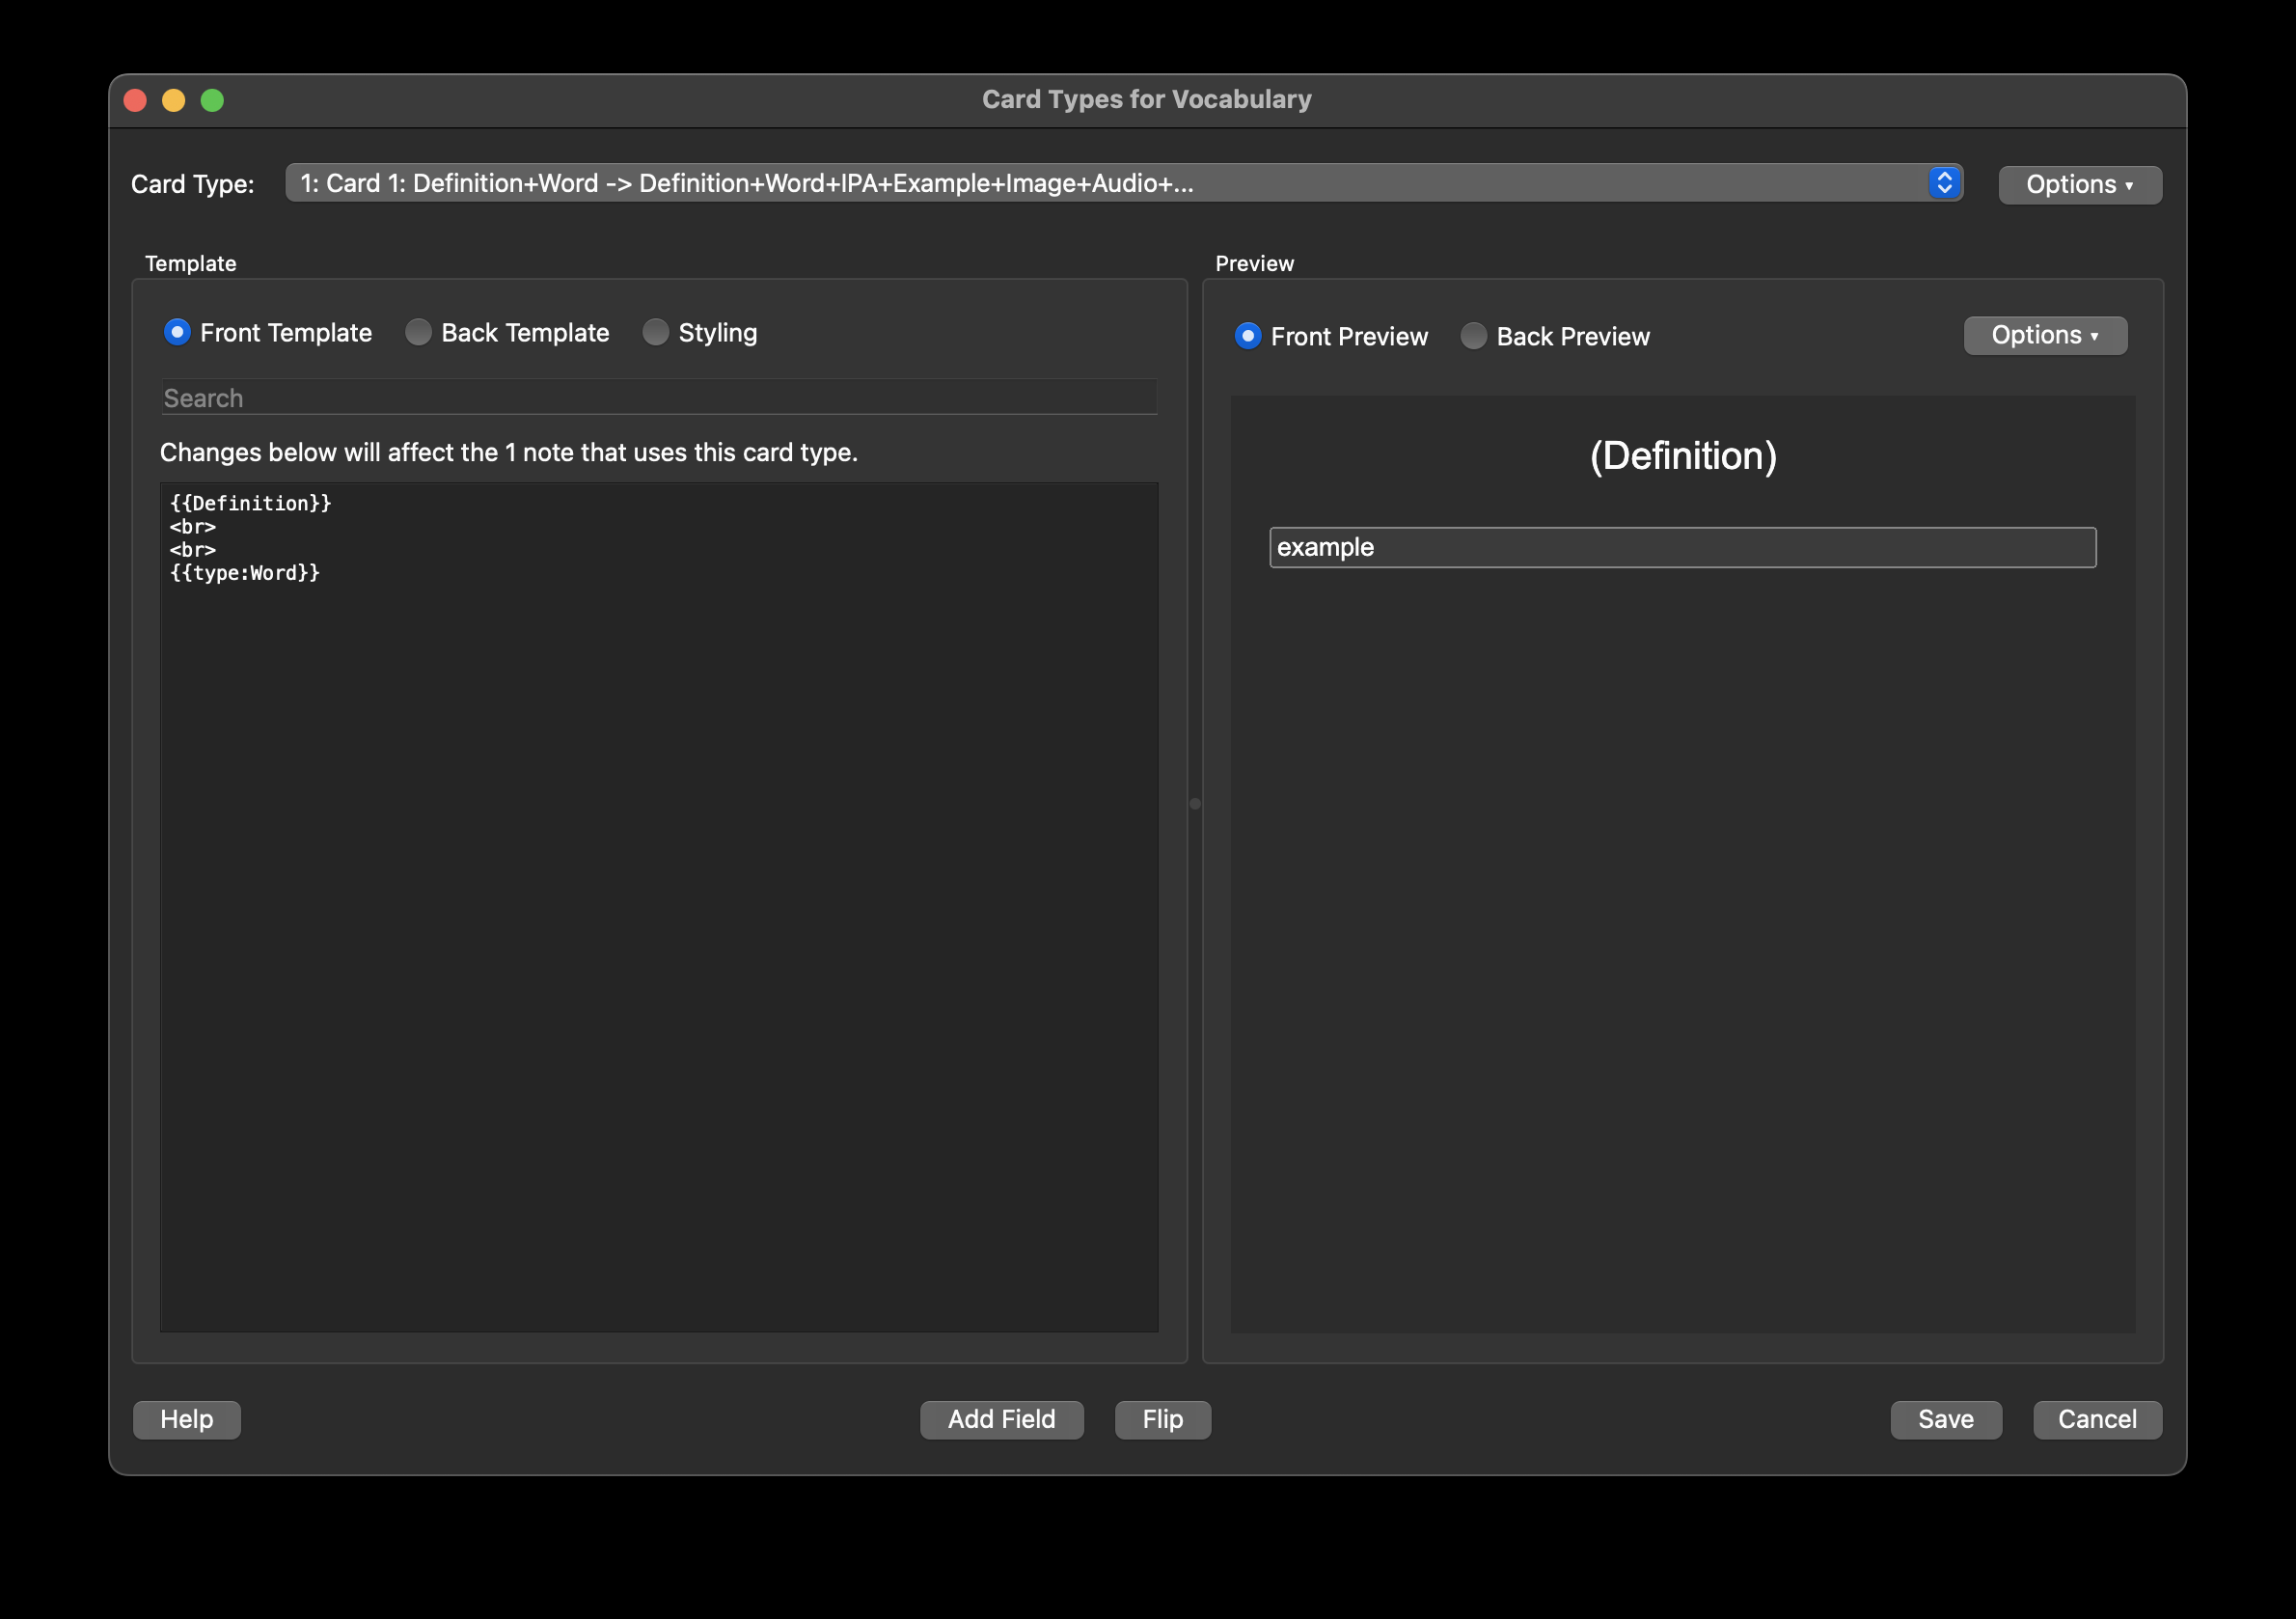 Card Types for Vocabulary
Card Type: 1: Card 1: Definition+Word -> Definition+Word+IPA+Example+Image+Audio+... Options ▾
Template
Front Template Back Template Styling
Search
Changes below will affect the 1 note that uses this card type.
{{Definition}}
<br>
<br>
{{type:Word}}
Preview
Front Preview Back Preview Options ▾
(Definition)
example
Help Add Field Flip Save Cancel